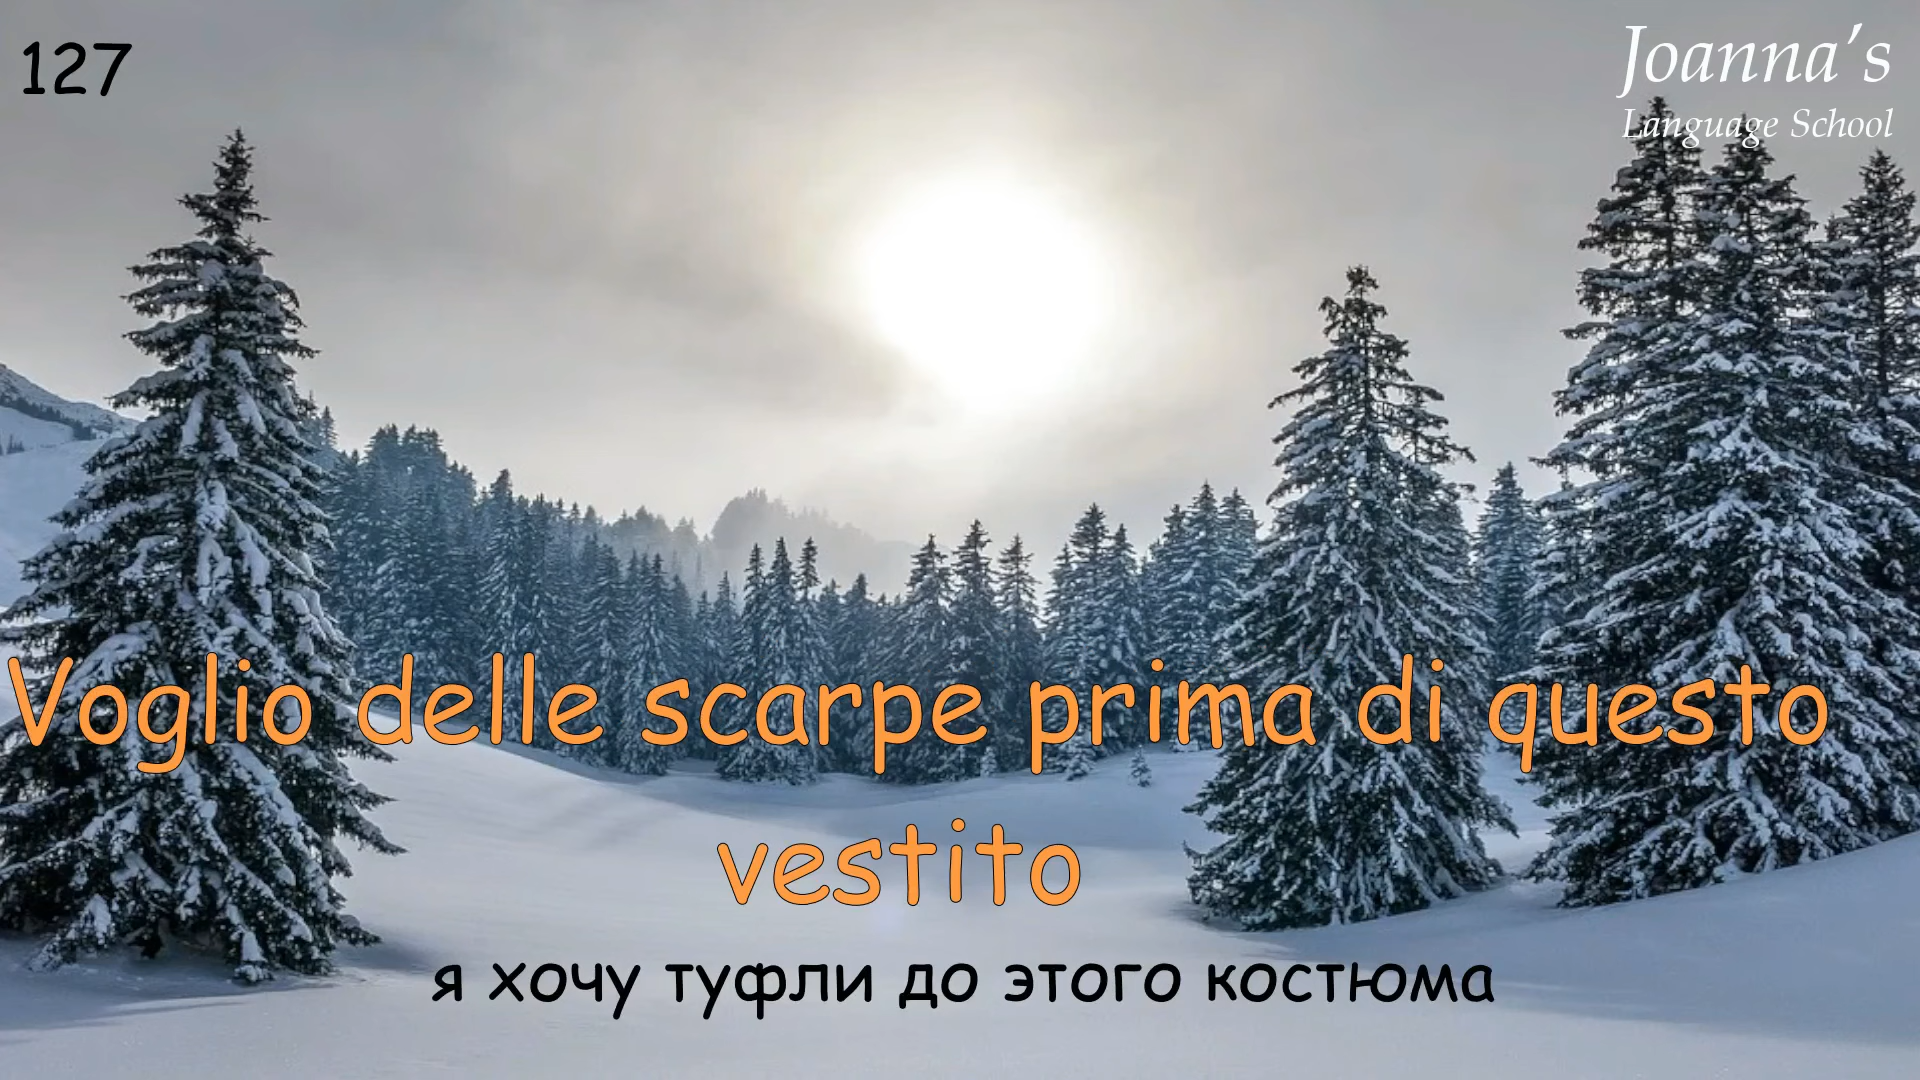 127
Joanna's
Language School
Voglio delle scarpe prima di questo
vestito
я хочу туфли до этого костюма